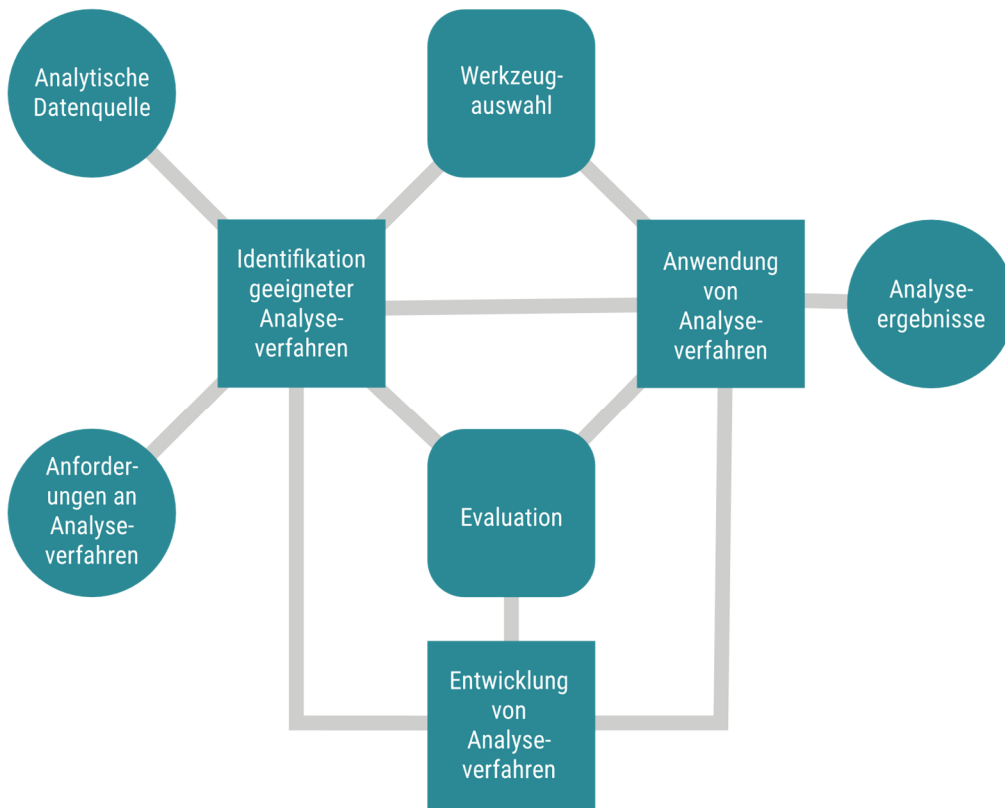 Analytische
Datenquelle
Werkzeug-
auswahl
Identifikation
geeigneter
Analyse-
verfahren
Anwendung
von
Analyse-
verfahren
Analyse-
ergebnisse
Anforder-
ungen an
Analyse-
verfahren
Evaluation
Entwicklung
von
Analyse-
verfahren